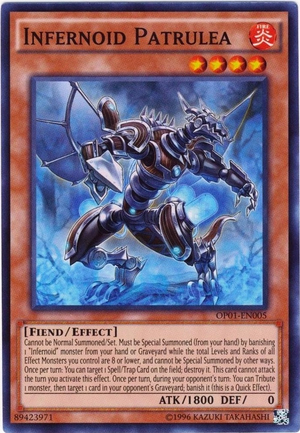 INFERNOID PATRULEA
FIRE
炎
OP01-EN005
[FIEND/EFFECT]
Cannot be Normal Summoned/Set. Must be Special Summoned (from your hand) by banishing
1 "Infernoid" monster from your hand or Graveyard while the total Levels and Ranks of all
Effect Monsters you control are 8 or lower, and cannot be Special Summoned by other ways.
Once per turn: You can target 1 Spell/Trap Card on the field; destroy it. This card cannot attack
the turn you activate this effect. Once per turn, during your opponent's turn: You can Tribute
1 monster, then target 1 card in your opponent's Graveyard; banish it (this is a Quick Effect).
ATK/1800 DEF/ 0
89423971
©1996 KAZUKI TAKAHASHI